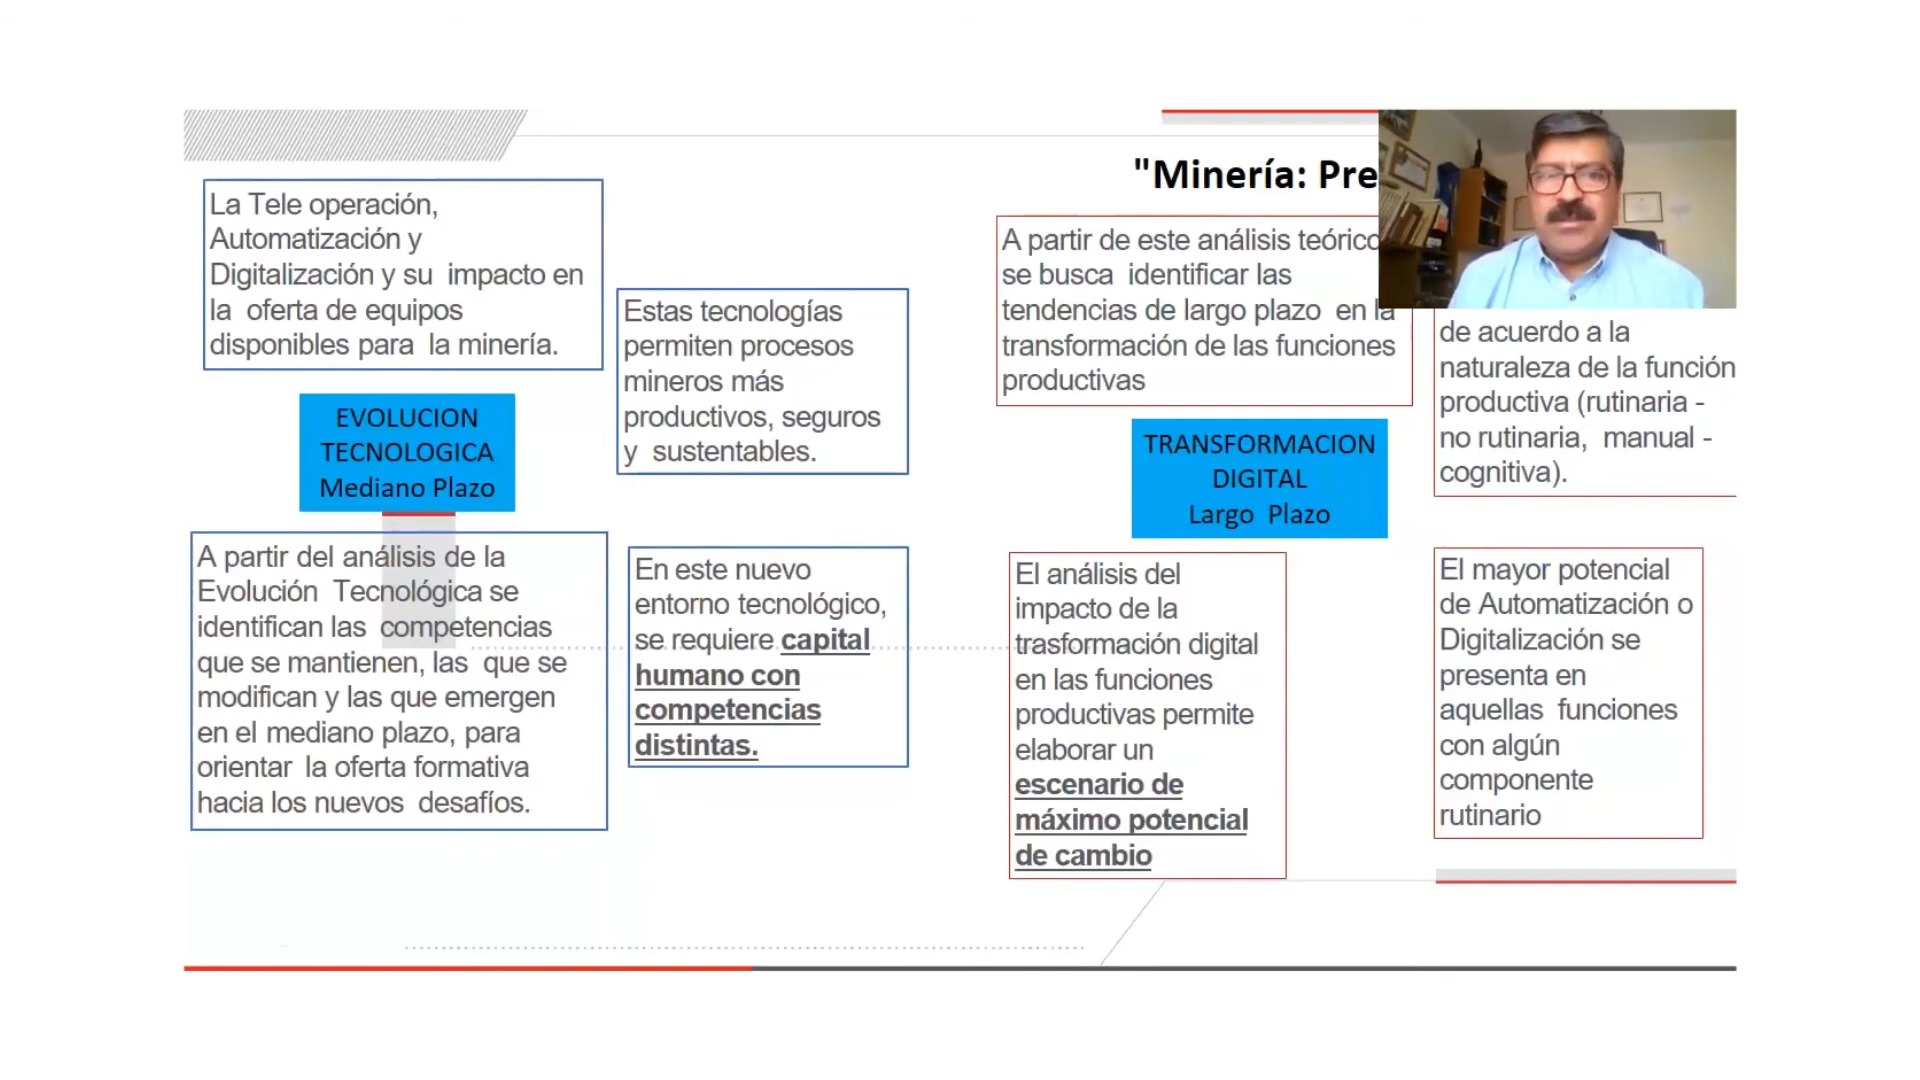 "Minería: Pre
La Tele operación,
Automatización y
Digitalización y su impacto en
la oferta de equipos
disponibles para la minería.
Estas tecnologías
permiten procesos
mineros más
productivos, seguros
y sustentables.
EVOLUCION
TECNOLOGICA
Mediano Plazo
A partir del análisis de la
Evolución Tecnológica se
identifican las competencias
que se mantienen, las que se
modifican y las que emergen
en el mediano plazo, para
orientar la oferta formativa
hacia los nuevos desafíos.
En este nuevo
entorno tecnológico,
se requiere capital
humano con
competencias
distintas.
A partir de este análisis teórico
se busca identificar las
tendencias de largo plazo en la
transformación de las funciones
productivas
de acuerdo a la
naturaleza de la función
productiva (rutinaria -
no rutinaria, manual -
cognitiva).
TRANSFORMACION
DIGITAL
Largo Plazo
El análisis del
impacto de la
trasformación digital
en las funciones
productivas permite
elaborar un
escenario de
máximo potencial
de cambio
El mayor potencial
de Automatización o
Digitalización se
presenta en
aquellas funciones
con algún
componente
rutinario